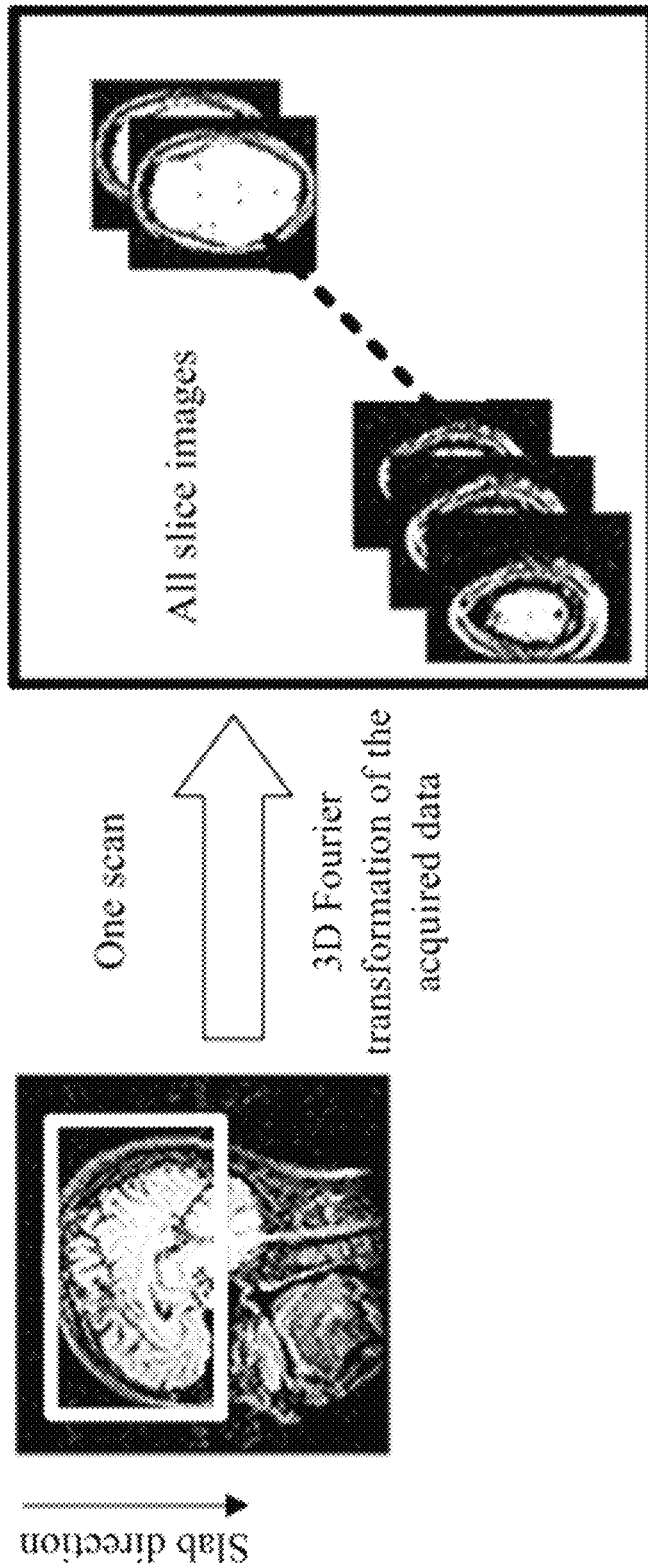 Slab direction
One scan
3D Fourier
transformation of the
acquired data
All slice images